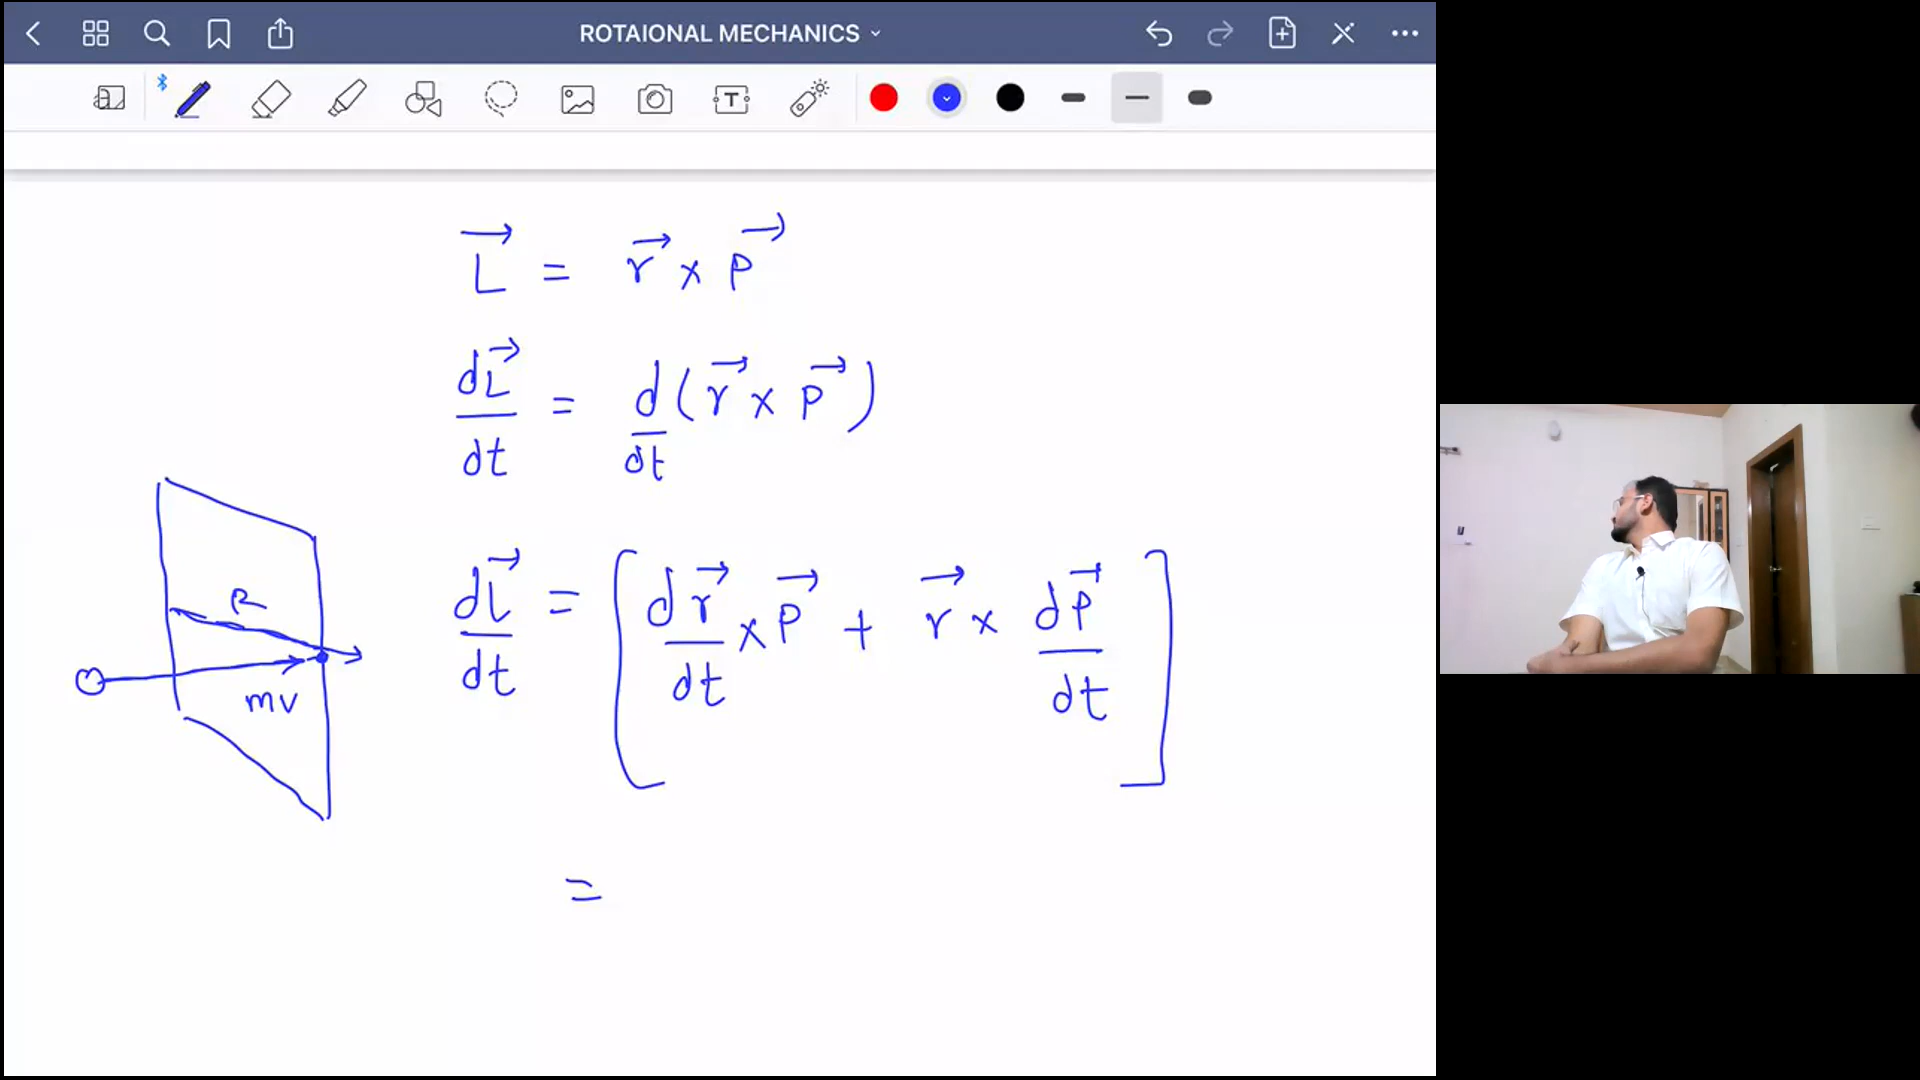 ROTAIONAL MECHANICS
T
L⃗ = r⃗ × P⃗
dL⃗/dt = d/dt (r⃗ × P⃗)
dL⃗/dt = [dr⃗/dt × P⃗ + r⃗ × dP⃗/dt]
R
mv
=